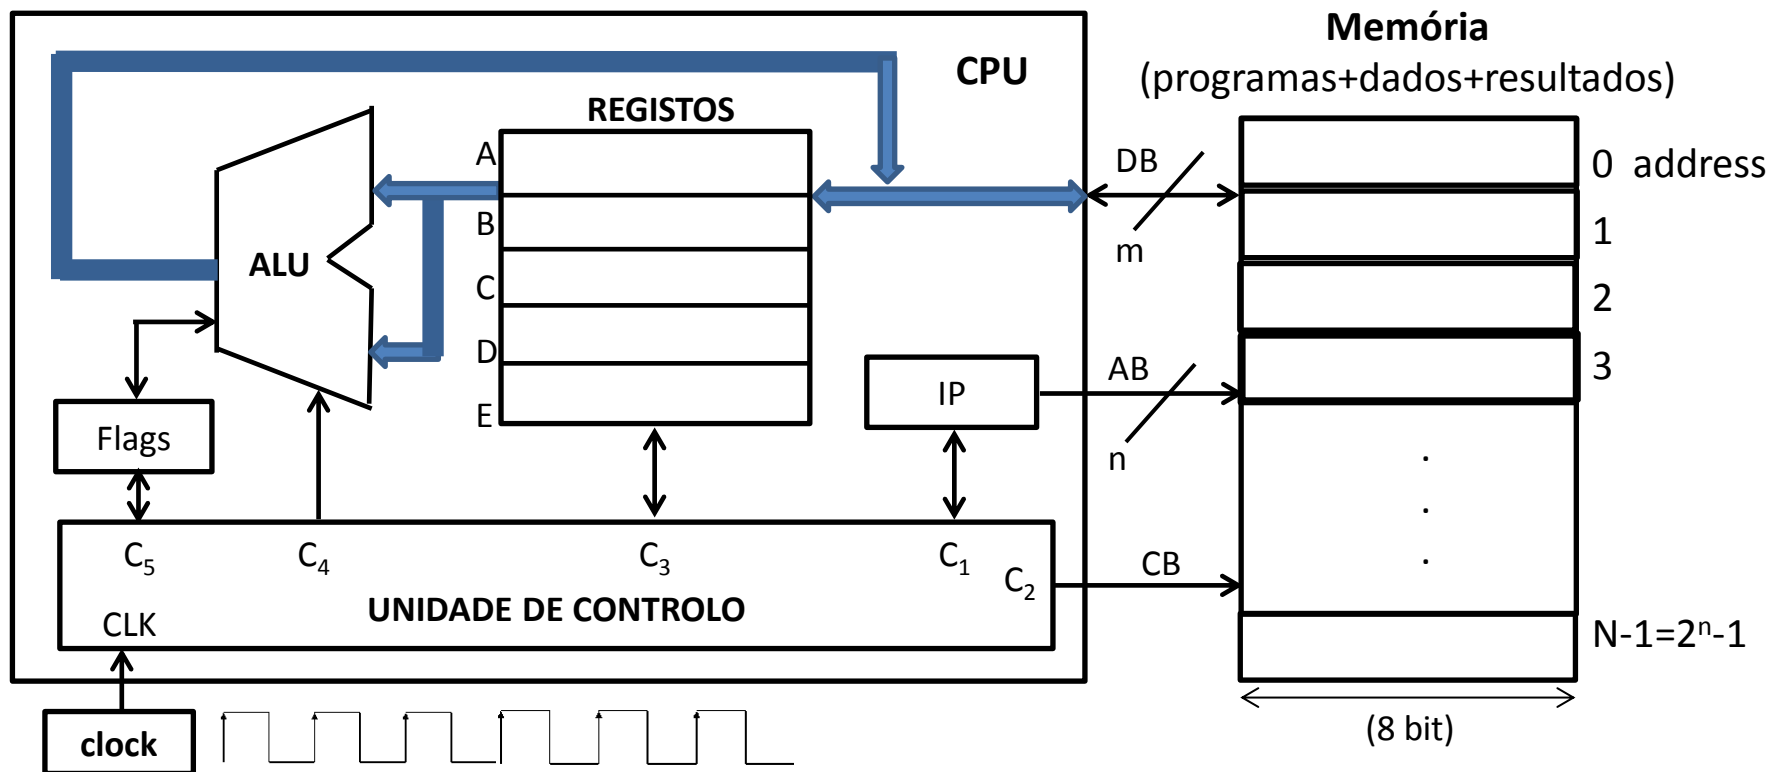 Memória
(programas+dados+resultados)
CPU
REGISTOS
A
B
C
D
E
ALU
Flags
IP
DB
m
AB
n
CB
0 address
1
2
3
.
.
.
N-1=2ⁿ-1
(8 bit)
C₅
C₄
C₃
C₁
C₂
UNIDADE DE CONTROLO
CLK
clock